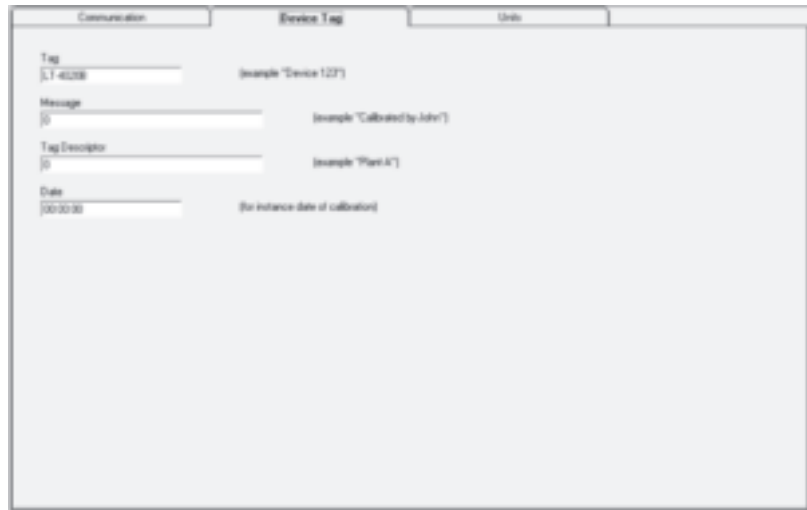 Communication
Device Tag
Units
Tag
LT-4020B (example "Device 123")
Message
0 (example "Calibrated by John")
Tag Descriptor
0 (example "Plant A")
Date
00:00:00 (for instance date of calibration)